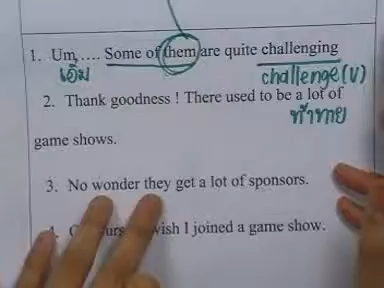 1. Um, .... Some of them are quite challenging
เอิ่ม challenge(v)
2. Thank goodness ! There used to be a lot of
ท้าทาย
game shows.
3. No wonder they get a lot of sponsors.
4. wish I joined a game show.